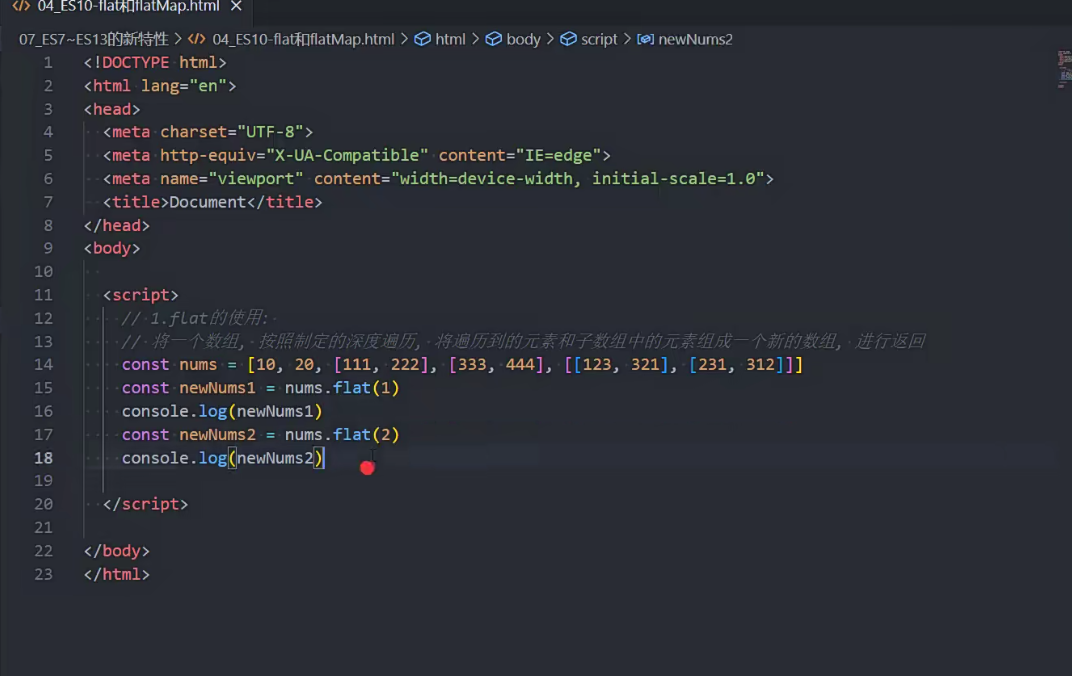 04_ES10-flat和flatMap.html
07_ES7~ES13的新特性 > 04_ES10-flat和flatMap.html > html > body > script > newNums2
1 <!DOCTYPE html>
2 <html lang="en">
3 <head>
4 <meta charset="UTF-8">
5 <meta http-equiv="X-UA-Compatible" content="IE=edge">
6 <meta name="viewport" content="width=device-width, initial-scale=1.0">
7 <title>Document</title>
8 </head>
9 <body>
10
11 <script>
12 // 1.flat的使用:
13 // 将一个数组, 按照制定的深度遍历, 将遍历到的元素和子数组中的元素组成一个新的数组, 进行返回
14 const nums = [10, 20, [111, 222], [333, 444], [[123, 321], [231, 312]]]
15 const newNums1 = nums.flat(1)
16 console.log(newNums1)
17 const newNums2 = nums.flat(2)
18 console.log(newNums2)
19
20 </script>
21
22 </body>
23 </html>